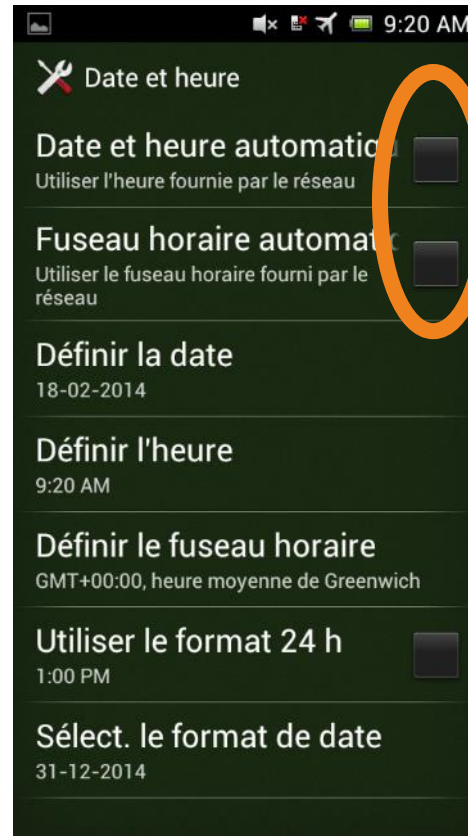 9:20 AM
Date et heure
Date et heure automatiqu
Utiliser l'heure fournie par le réseau
Fuseau horaire automatic
Utiliser le fuseau horaire fourni par le
réseau
Définir la date
18-02-2014
Définir l'heure
9:20 AM
Définir le fuseau horaire
GMT+00:00, heure moyenne de Greenwich
Utiliser le format 24 h
1:00 PM
Sélect. le format de date
31-12-2014